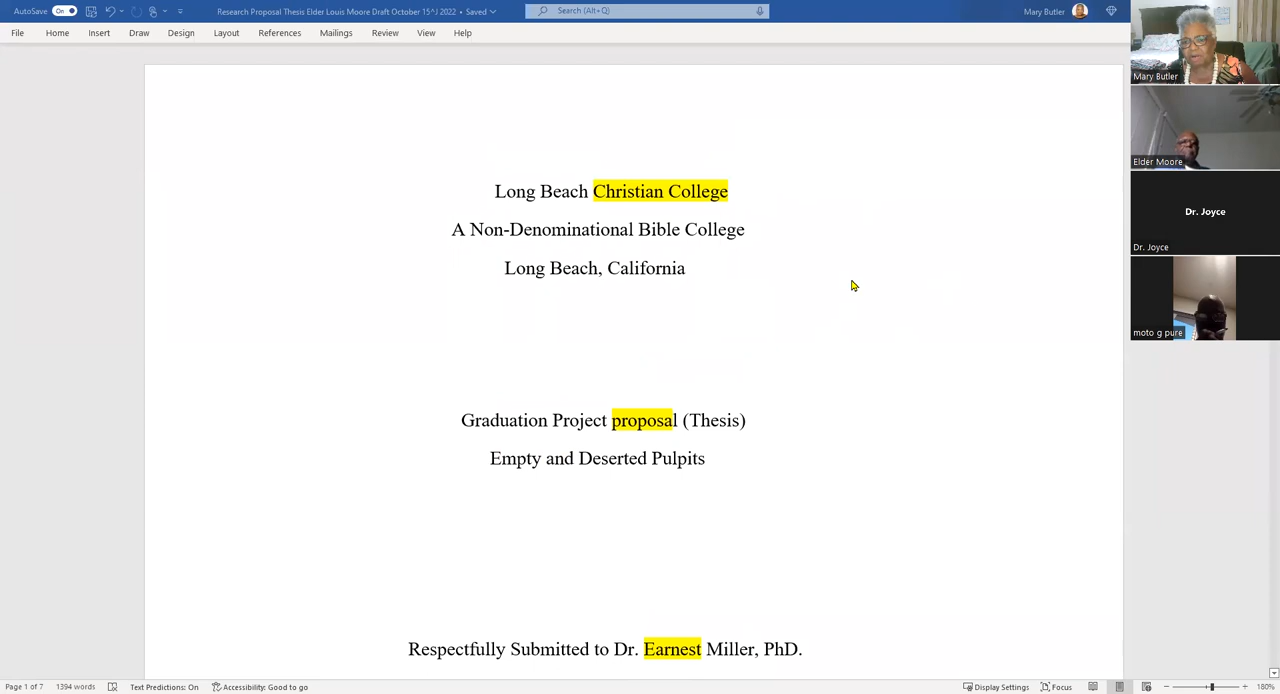 AutoSave On Research Proposal Thesis Elder Louis Moore Draft October 15^J 2022 • Saved Search (Alt+Q) Mary Butler
File Home Insert Draw Design Layout References Mailings Review View Help
Long Beach Christian College
A Non-Denominational Bible College
Long Beach, California
Graduation Project proposal (Thesis)
Empty and Deserted Pulpits
Respectfully Submitted to Dr. Earnest Miller, PhD.
Mary Butler
Elder Moore
Dr. Joyce
Dr. Joyce
moto g pure
Page 1 of 7 1394 words Text Predictions: On Accessibility: Good to go Display Settings Focus 180%